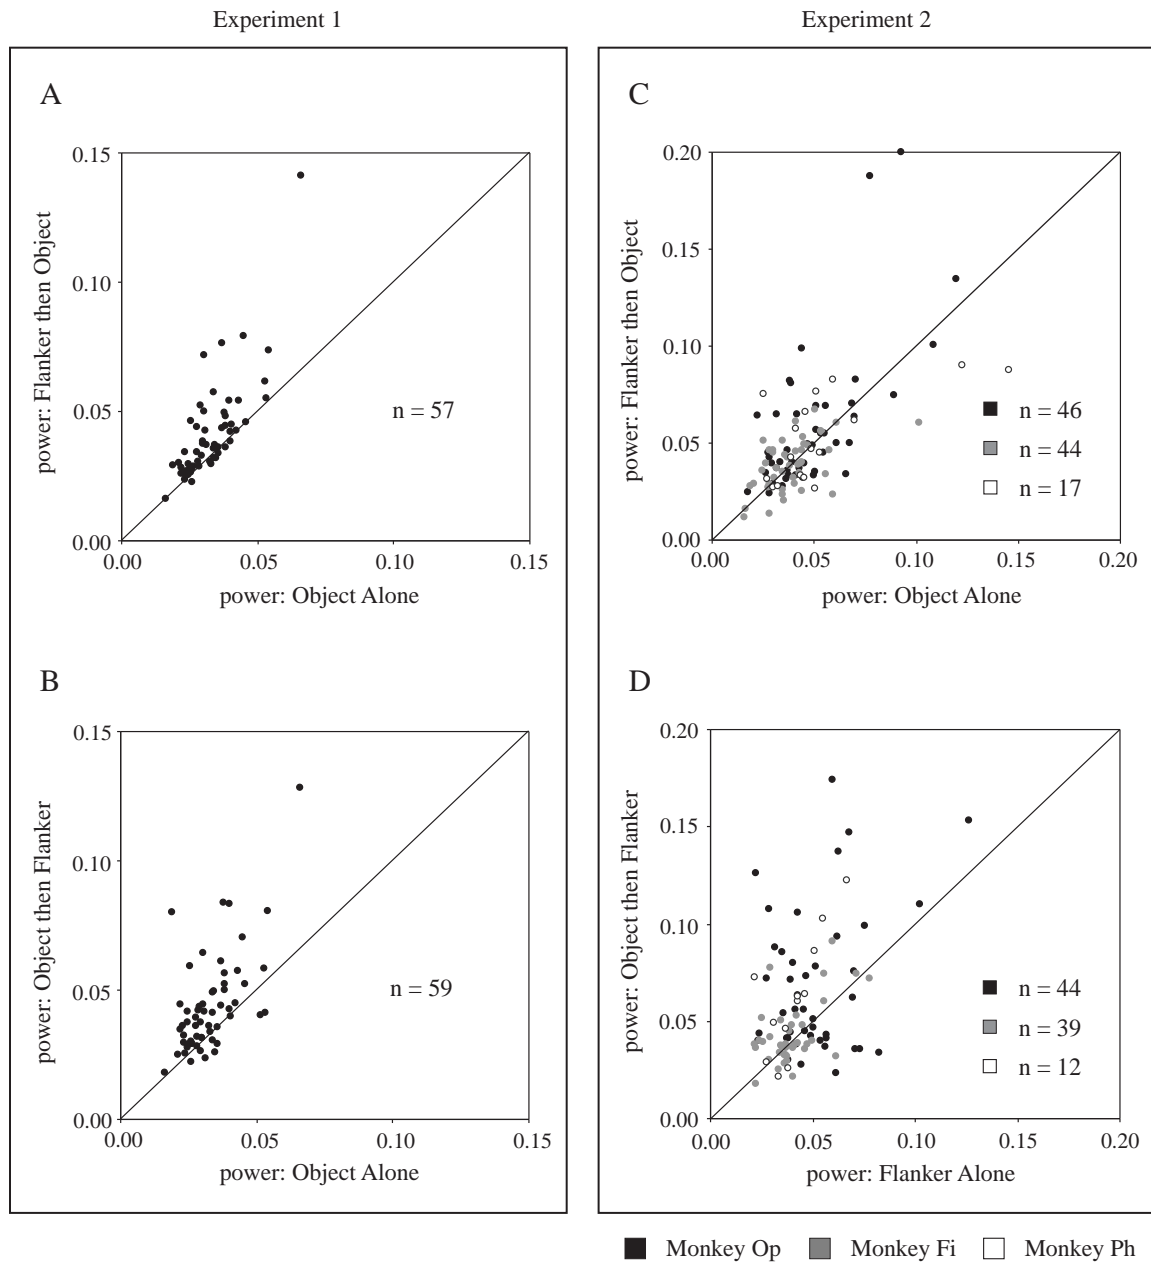 Experiment 1
Experiment 2
A
0.15
0.10
0.05
0.00
0.00 0.05 0.10 0.15
power: Flanker then Object
power: Object Alone
n = 57
B
0.15
0.10
0.05
0.00
0.00 0.05 0.10 0.15
power: Object then Flanker
power: Object Alone
n = 59
C
0.20
0.15
0.10
0.05
0.00
0.00 0.05 0.10 0.15 0.20
power: Flanker then Object
power: Object Alone
n = 46
n = 44
n = 17
D
0.20
0.15
0.10
0.05
0.00
0.00 0.05 0.10 0.15 0.20
power: Object then Flanker
power: Flanker Alone
n = 44
n = 39
n = 12
Monkey Op Monkey Fi Monkey Ph